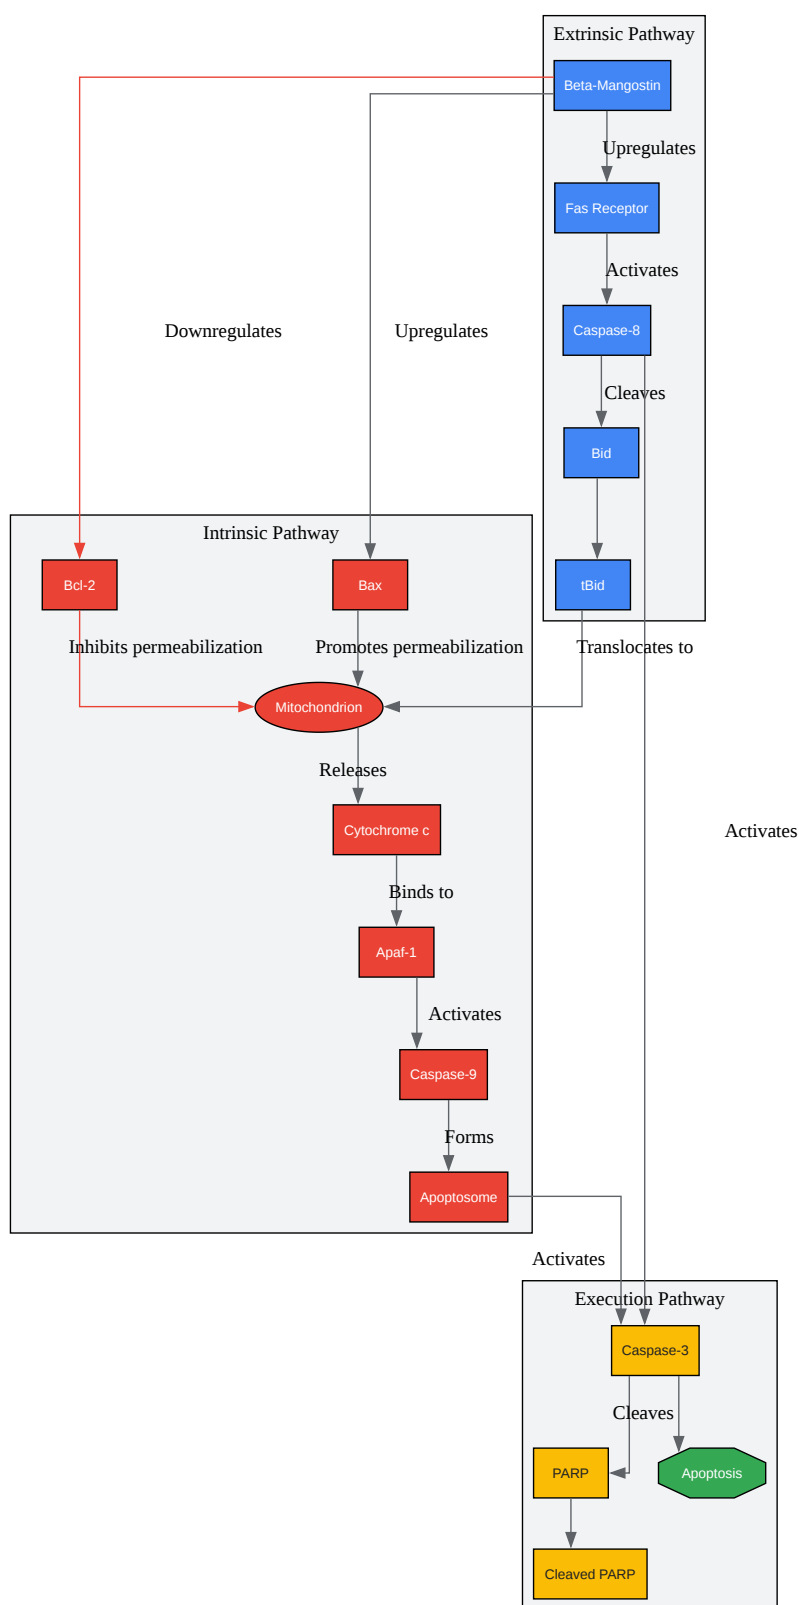 Extrinsic Pathway
Beta-Mangostin
Upregulates
Fas Receptor
Activates
Downregulates
Upregulates
Caspase-8
Cleaves
Bid
Intrinsic Pathway
Bcl-2
Bax
tBid
Inhibits permeabilization
Promotes permeabilization
Translocates to
Mitochondrion
Releases
Cytochrome c
Activates
Binds to
Apaf-1
Activates
Caspase-9
Forms
Apoptosome
Activates
Execution Pathway
Caspase-3
Cleaves
PARP
Apoptosis
Cleaved PARP